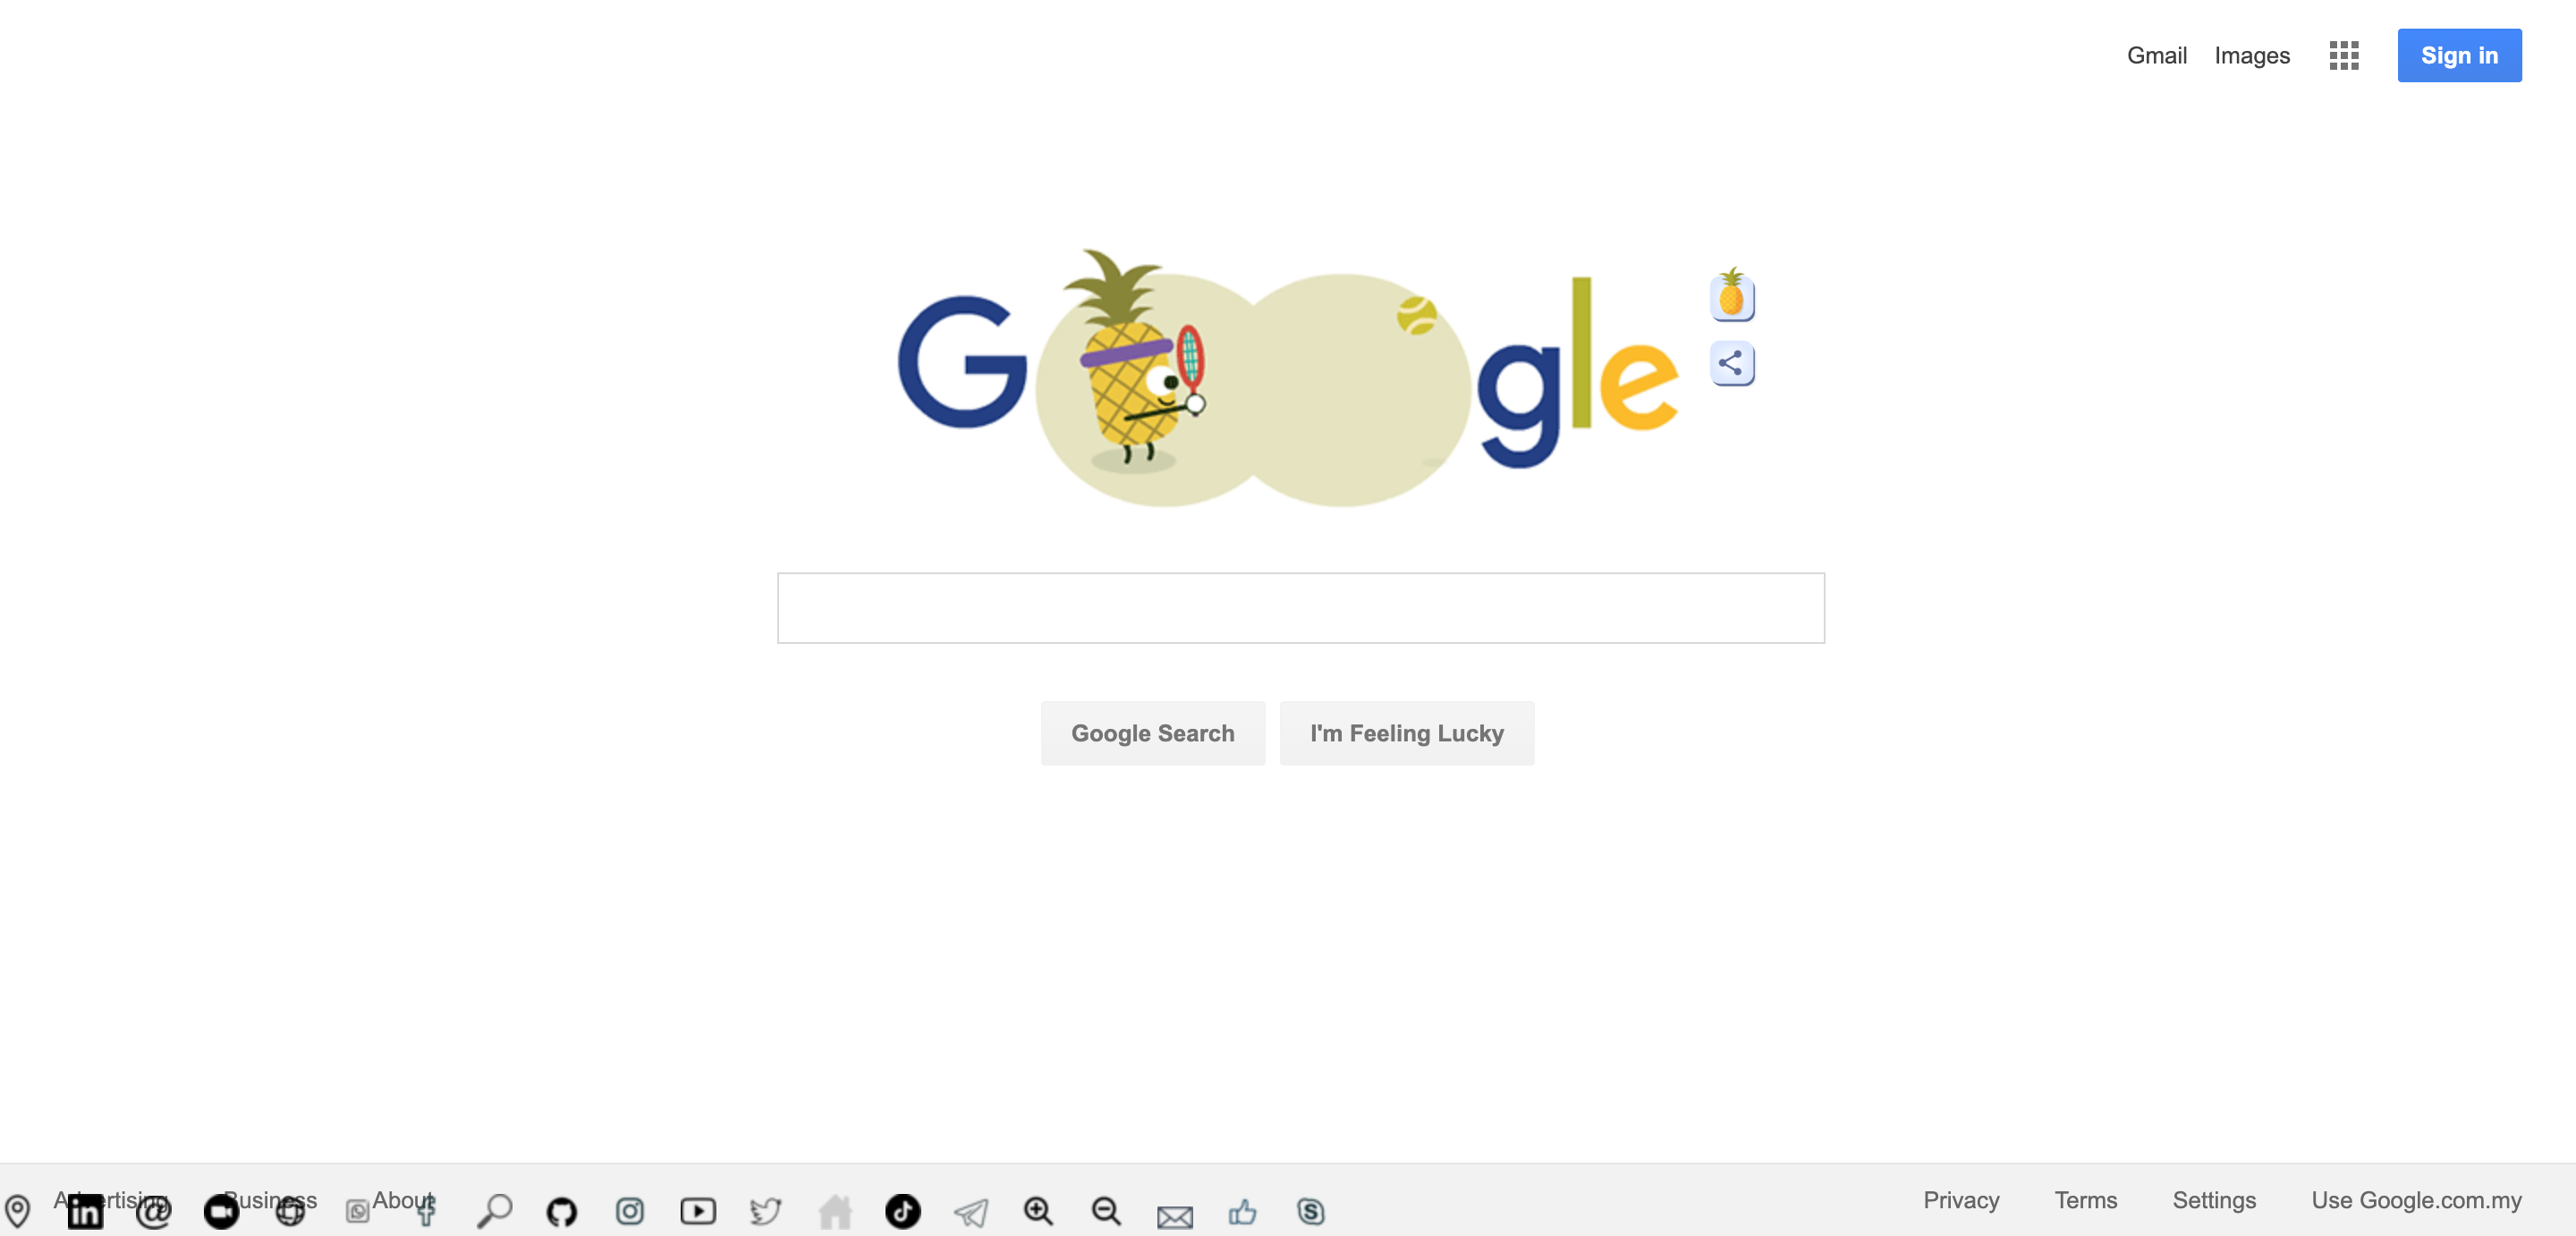 Gmail Images Sign in
Google
Google Search I'm Feeling Lucky
Advertising Business About Privacy Terms Settings Use Google.com.my